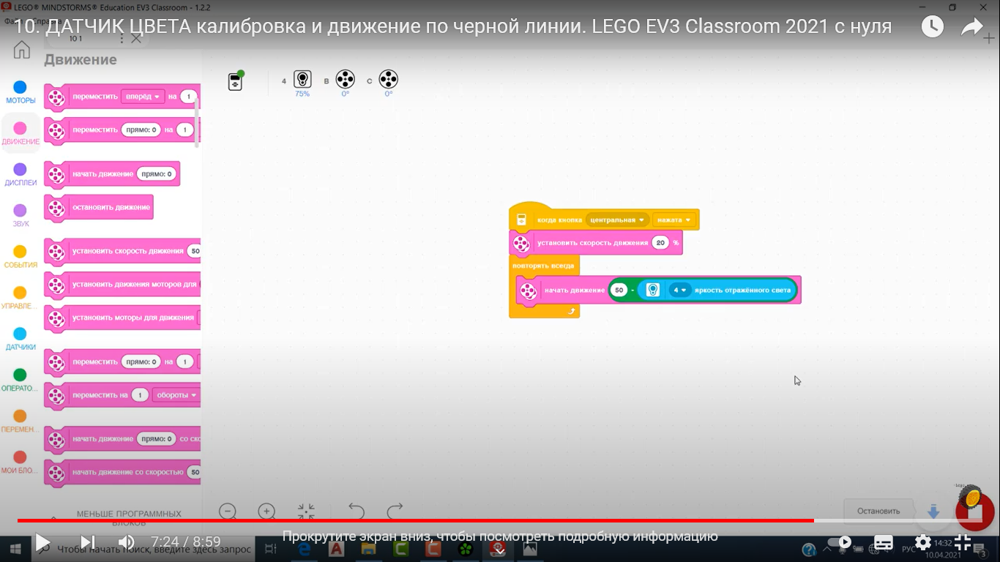 LEGO® MINDSTORMS® Education EV3 Classroom - 1.2.2
10. ДАТЧИК ЦВЕТА калибровка и движение по черной линии. LEGO EV3 Classroom 2021 с нуля
10 1
Движение
МОТОРЫ
ДВИЖЕНИЕ
ДИСПЛЕЙ
ЗВУК
СОБЫТИЯ
УПРАВЛЕ...
ДАТЧИКИ
ОПЕРАТО...
ПЕРЕМЕН...
МОИ БЛО...
переместить вперёд на 1
переместить прямо: 0 на 1
начать движение прямо: 0
остановить движение
установить скорость движения 50
установить движения моторов для
установить моторы для движения
переместить прямо: 0 на 1
переместить на 1 обороты
начать движение прямо: 0 со ско
начать движение со скоростью 50
МЕНЬШЕ ПРОГРАММНЫХ
БЛОКОВ
4 B C
75% 0° 0°
когда кнопка центральная нажата
установить скорость движения 20 %
повторять всегда
начать движение 50 - 4 яркость отражённого света
Остановить
7:24 / 8:59
Прокрутите экран вниз, чтобы посмотреть подробную информацию
Чтобы начать поиск, введите здесь запрос
РУС
14:32
10.04.2021
3